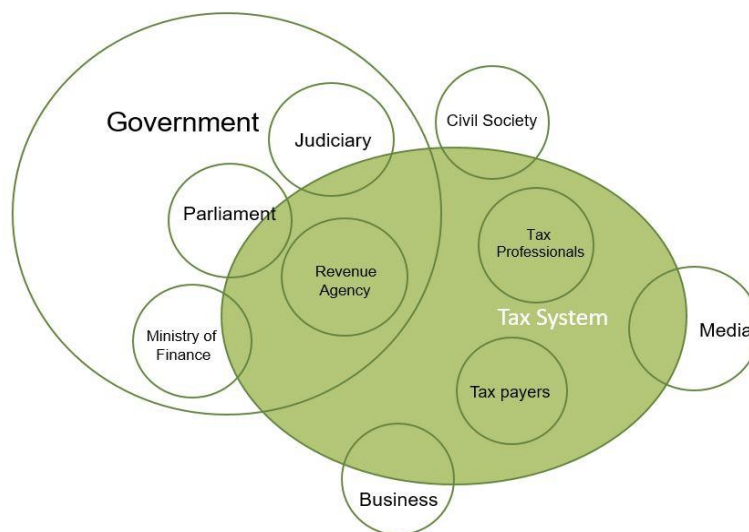 Government
Judiciary
Civil Society
Parliament
Tax
Professionals
Revenue
Agency
Tax System
Ministry of
Finance
Media
Tax payers
Business